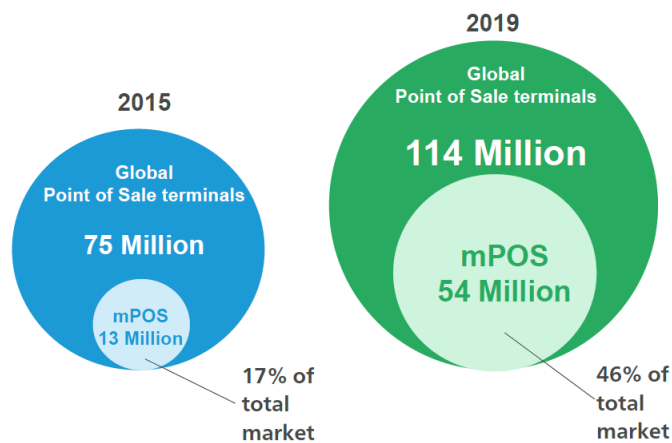 2015
Global
Point of Sale terminals
75 Million
mPOS
13 Million
17% of
total
market
2019
Global
Point of Sale terminals
114 Million
mPOS
54 Million
46% of
total
market